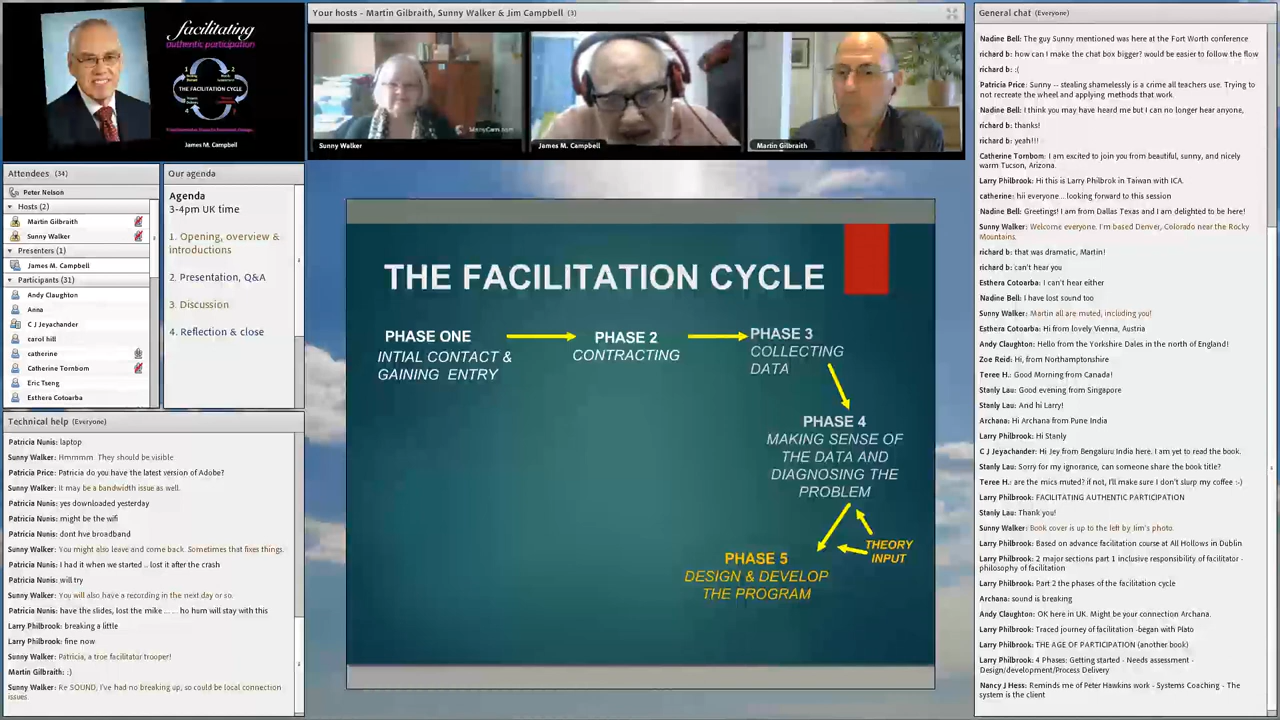 facilitating
authentic participation
THE FACILITATION CYCLE
James M. Campbell
Your hosts - Martin Gilbraith, Sunny Walker & Jim Campbell (3)
Sunny Walker
James M. Campbell
Martin Gilbraith
Attendees (34)
Peter Nelson
Hosts (2)
Martin Gilbraith
Sunny Walker
Presenters (1)
James M. Campbell
Participants (31)
Andy Claughton
Anna
C J Jeyachander
carol hill
catherine
Catherine Tornbom
Eric Tseng
Esthera Cotoarba
Our agenda
Agenda
3-4pm UK time
1. Opening, overview &
introductions
2. Presentation, Q&A
3. Discussion
4. Reflection & close
Technical help (Everyone)
Patricia Nunis: laptop
Sunny Walker: Hmmmm They should be visible
Patricia Price: Patricia do you have the latest version of Adobe?
Sunny Walker: It may be a bandwidth issue as well.
Patricia Nunis: yes downloaded yesterday
Patricia Nunis: might be the wifi
Patricia Nunis: dont hve broadband
Sunny Walker: You might also leave and come back. Sometimes that fixes things.
Patricia Nunis: I had it when we started .. lost it after the crash
Patricia Nunis: will try
Sunny Walker: You will also have a recording in the next day or so.
Patricia Nunis: have the slides, lost the mike ... ... ho hum will stay with this
Larry Philbrook: breaking a little
Larry Philbrook: fine now
Sunny Walker: Patricia, a troe facilitator trooper!
Martin Gilbraith: :)
Sunny Walker: Re SOUND, I've had no breaking up, so could be local connection
issues.
THE FACILITATION CYCLE
PHASE ONE
INTIAL CONTACT &
GAINING ENTRY
PHASE 2
CONTRACTING
PHASE 3
COLLECTING
DATA
PHASE 4
MAKING SENSE OF
THE DATA AND
DIAGNOSING THE
PROBLEM
THEORY
INPUT
PHASE 5
DESIGN & DEVELOP
THE PROGRAM
General chat (Everyone)
Nadine Bell: The guy Sunny mentioned was here at the Fort Worth conference
richard b: how can I make the chat box bigger? would be easier to follow the flow
richard b: :(
Patricia Price: Sunny -- stealing shamelessly is a crime all teachers use. Trying to
not recreate the wheel and applying methods that work
Nadine Bell: I think you may have heard me but I can no longer hear anyone,
richard b: thanks!
richard b: yeah!!!
Catherine Tornbom: I am excited to join you from beautiful, sunny, and nicely
warm Tucson, Arizona.
Larry Philbrook: Hi this is Larry Philbrok in Taiwan with ICA.
catherine: hii everyone... looking forward to this session
Nadine Bell: Greetings! I am from Dallas Texas and I am delighted to be here!
Sunny Walker: Welcome everyone. I'm based Denver, Colorado near the Rocky
Mountains.
richard b: that was dramatic, Martin!
richard b: can't hear you
Esthera Cotoarba: I can't hear either
Nadine Bell: I have lost sound too
Sunny Walker: Martin all are muted, including you!
Esthera Cotoarba: Hi from lovely Vienna, Austria
Andy Claughton: Hello from the Yorkshire Dales in the north of England!
Zoe Reid: Hi, from Northamptonshire
Teree H.: Good Morning from Canada!
Stanly Lau: Good evening from Singapore
Stanly Lau: And hi Larry!
Archana: Hi Archana from Pune India
Larry Philbrook: Hi Stanly
C J Jeyachander: Hi Jey from Bengaluru India here. I am yet to read the book.
Stanly Lau: Sorry for my ignorance, can someone share the book title?
Teree H.: are the mics muted? if not, I'll make sure I don't slurp my coffee :-)
Larry Philbrook: FACILITATING AUTHENTIC PARTICIPATION
Stanly Lau: Thank you!
Sunny Walker: Book cover is up to the left by Jim's photo.
Larry Philbrook: Based on advance facilitation course at All Hollows in Dublin
Larry Philbrook: 2 major sections part 1 inclusive responsibility of facilitator -
philosophy of facilitation
Larry Philbrook: Part 2 the phases of the facilitation cycle
Archana: sound is breaking
Andy Claughton: OK here in UK. Might be your connection Archana.
Larry Philbrook: Traced journey of facilitation -began with Plato
Larry Philbrook: THE AGE OF PARTICIPATION (another book)
Larry Philbrook: 4 Phases: Getting started - Needs assessment -
Design/development/Process Delivery
Nancy J Hess: Reminds me of Peter Hawkins work - Systems Coaching - The
system is the client